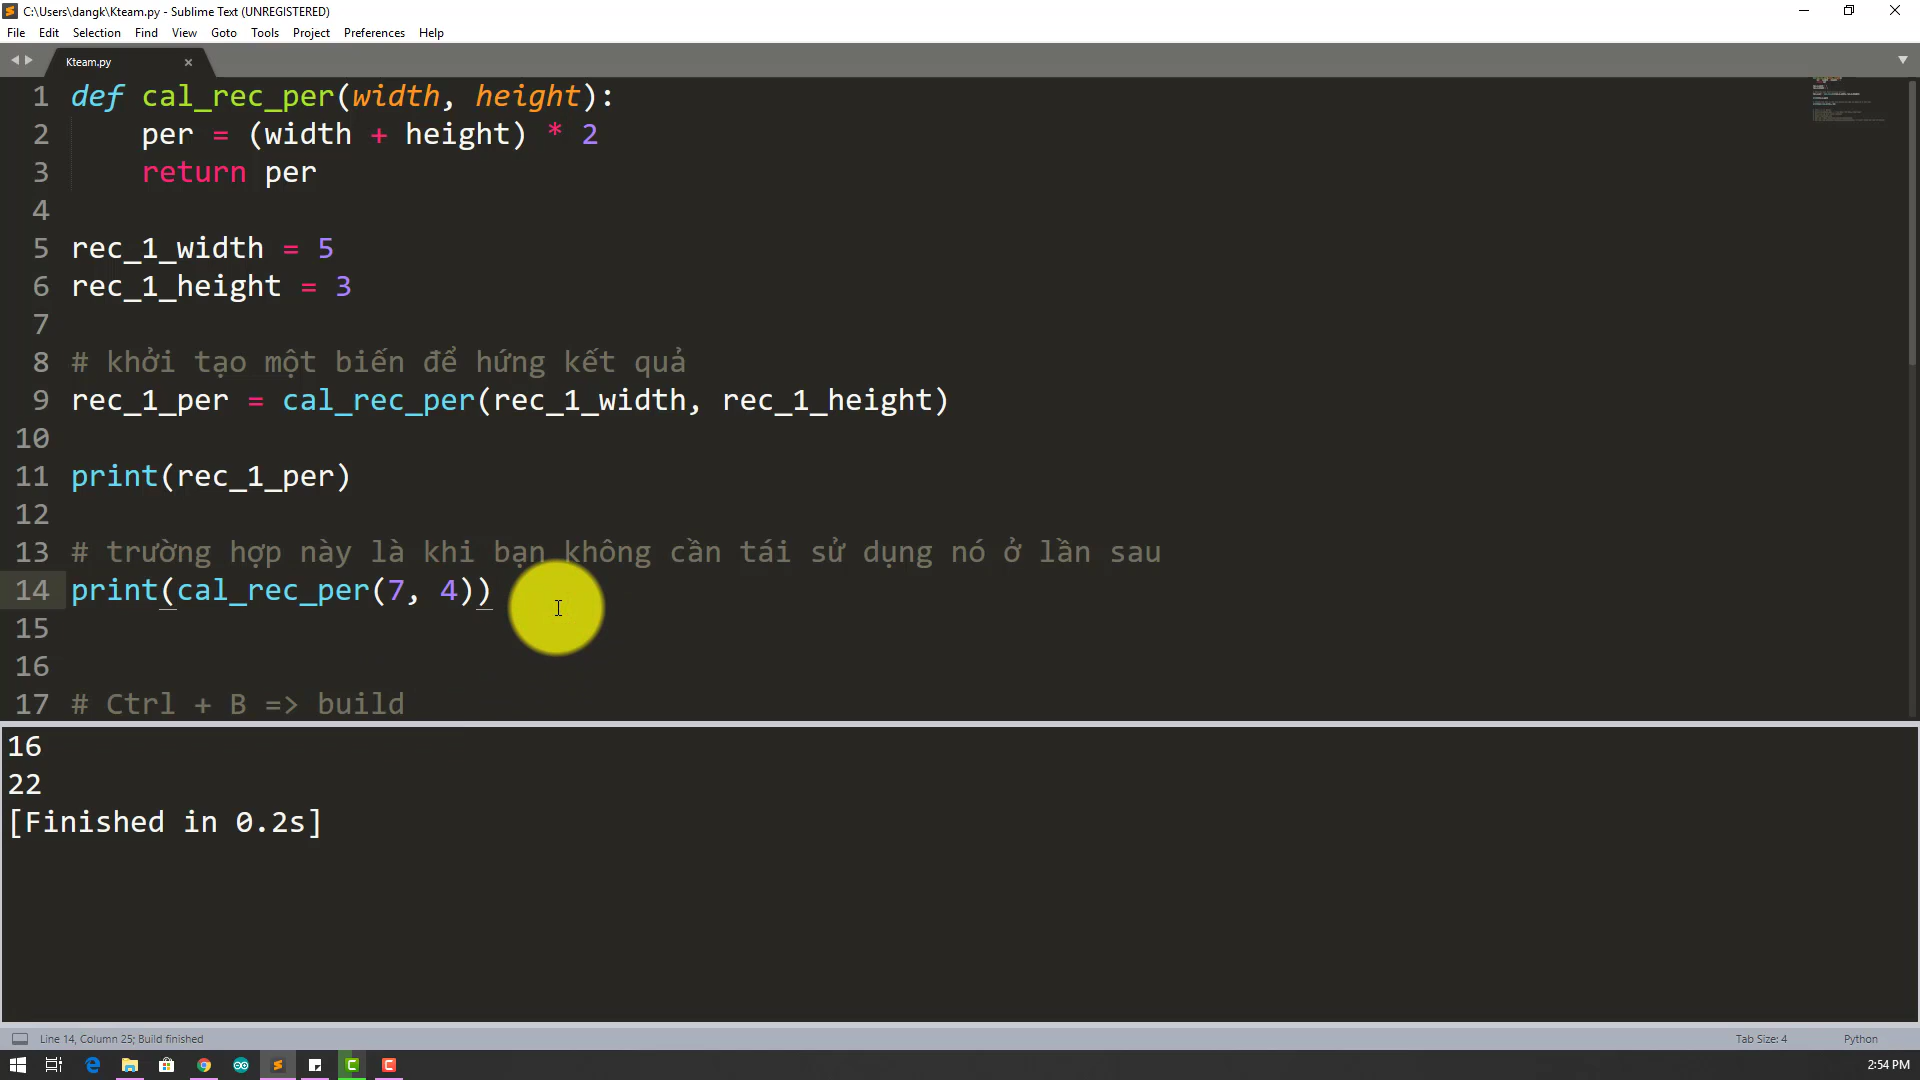 C:\Users\dangk\Kteam.py - Sublime Text (UNREGISTERED)
File Edit Selection Find View Goto Tools Project Preferences Help
Kteam.py
1 def cal_rec_per(width, height):
2 per = (width + height) * 2
3 return per
4
5 rec_1_width = 5
6 rec_1_height = 3
7
8 # khởi tạo một biến để hứng kết quả
9 rec_1_per = cal_rec_per(rec_1_width, rec_1_height)
10
11 print(rec_1_per)
12
13 # trường hợp này là khi bạn không cần tái sử dụng nó ở lần sau
14 print(cal_rec_per(7, 4))
15
16
17 # Ctrl + B => build
16
22
[Finished in 0.2s]
Line 14, Column 25; Build finished
Tab Size: 4
Python
2:54 PM